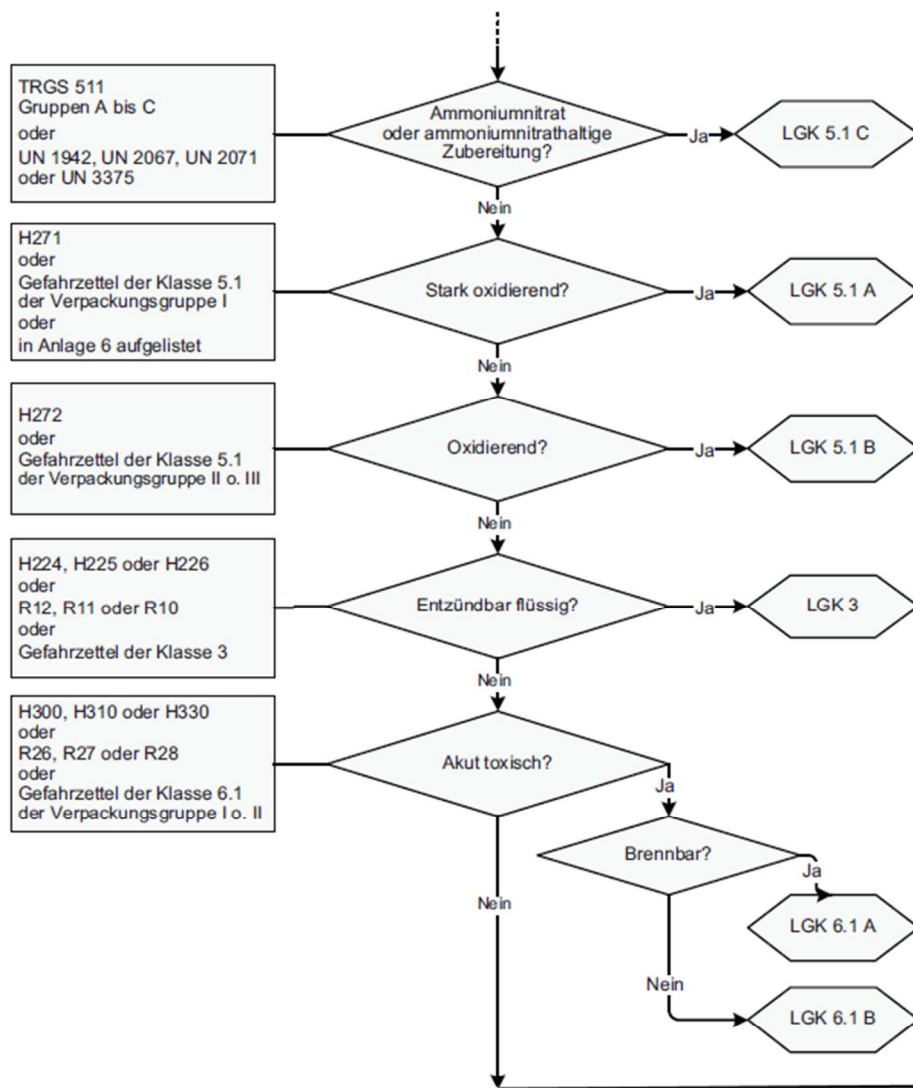 TRGS 511
Gruppen A bis C
oder
UN 1942, UN 2067, UN 2071
oder UN 3375
Ammoniumnitrat
oder ammoniumnitrathaltige
Zubereitung?
Ja
LGK 5.1 C
Nein
H271
oder
Gefahrzettel der Klasse 5.1
der Verpackungsgruppe I
oder
in Anlage 6 aufgelistet
Stark oxidierend?
Ja
LGK 5.1 A
Nein
H272
oder
Gefahrzettel der Klasse 5.1
der Verpackungsgruppe II o. III
Oxidierend?
Ja
LGK 5.1 B
Nein
H224, H225 oder H226
oder
R12, R11 oder R10
oder
Gefahrzettel der Klasse 3
Entzündbar flüssig?
Ja
LGK 3
Nein
H300, H310 oder H330
oder
R26, R27 oder R28
oder
Gefahrzettel der Klasse 6.1
der Verpackungsgruppe I o. II
Akut toxisch?
Ja
Brennbar?
Ja
LGK 6.1 A
Nein
Nein
LGK 6.1 B